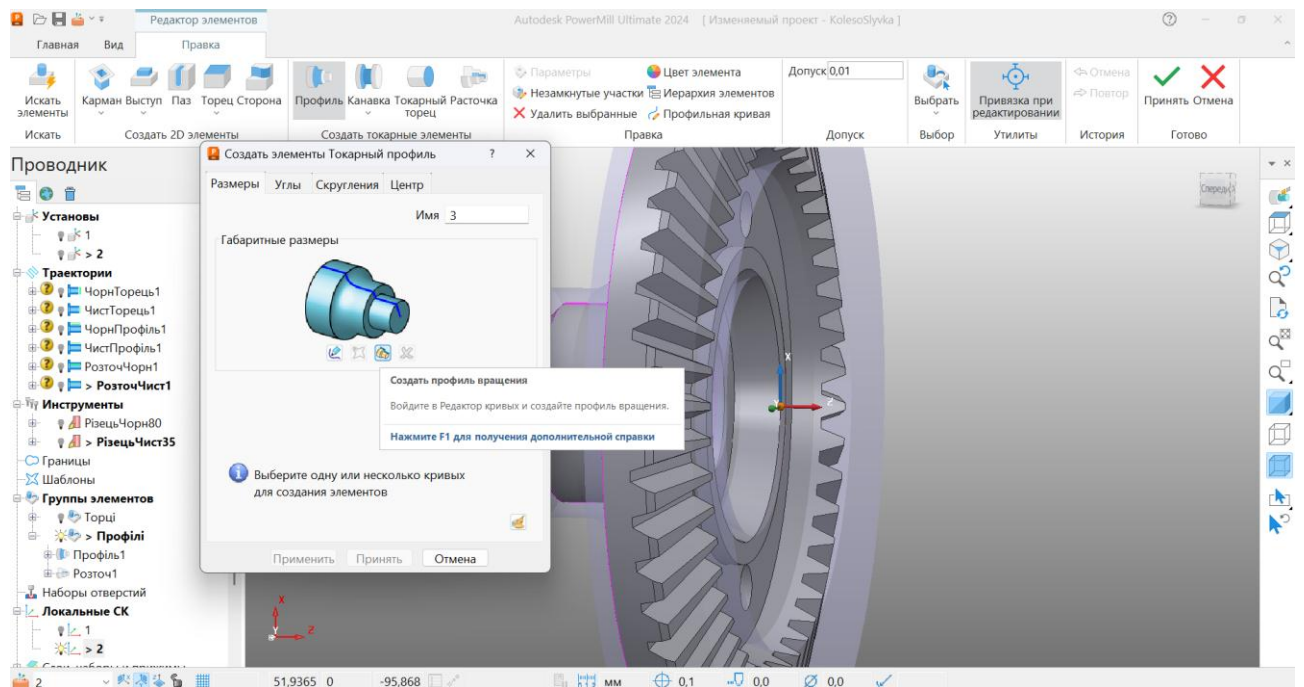 Редактор элементов
Autodesk PowerMill Ultimate 2024 [ Изменяемый проект - KolesoSlyvka ]
Главная Вид Правка
Искать элементы
Карман Выступ Паз Торец Сторона
Профиль Канавка Токарный торец Расточка
Параметры
Незамкнутые участки
Удалить выбранные
Цвет элемента
Иерархия элементов
Профильная кривая
Допуск 0,01
Выбрать
Привязка при редактировании
Отмена
Повтор
Принять Отмена
Искать Создать 2D элементы Создать токарные элементы Правка Допуск Выбор Утилиты История Готово
Проводник
Установы
1
> 2
Траектории
ЧорнТорець1
ЧистТорець1
ЧорнПрофіль1
ЧистПрофіль1
РозточЧорн1
> РозточЧист1
Инструменты
РізецьЧорн80
> РізецьЧист35
Границы
Шаблоны
Группы элементов
Торці
> Профілі
Профіль1
Розточ1
Наборы отверстий
Локальные СК
1
> 2
Создать элементы Токарный профиль ? ×
Размеры Углы Скругления Центр
Имя 3
Габаритные размеры
Создать профиль вращения
Войдите в Редактор кривых и создайте профиль вращения.
Нажмите F1 для получения дополнительной справки
Выберите одну или несколько кривых
для создания элементов
Применить Принять Отмена
X
Z
X
Y
Z
2 51,9365 0 -95,868 мм 0,1 0,0 0,0